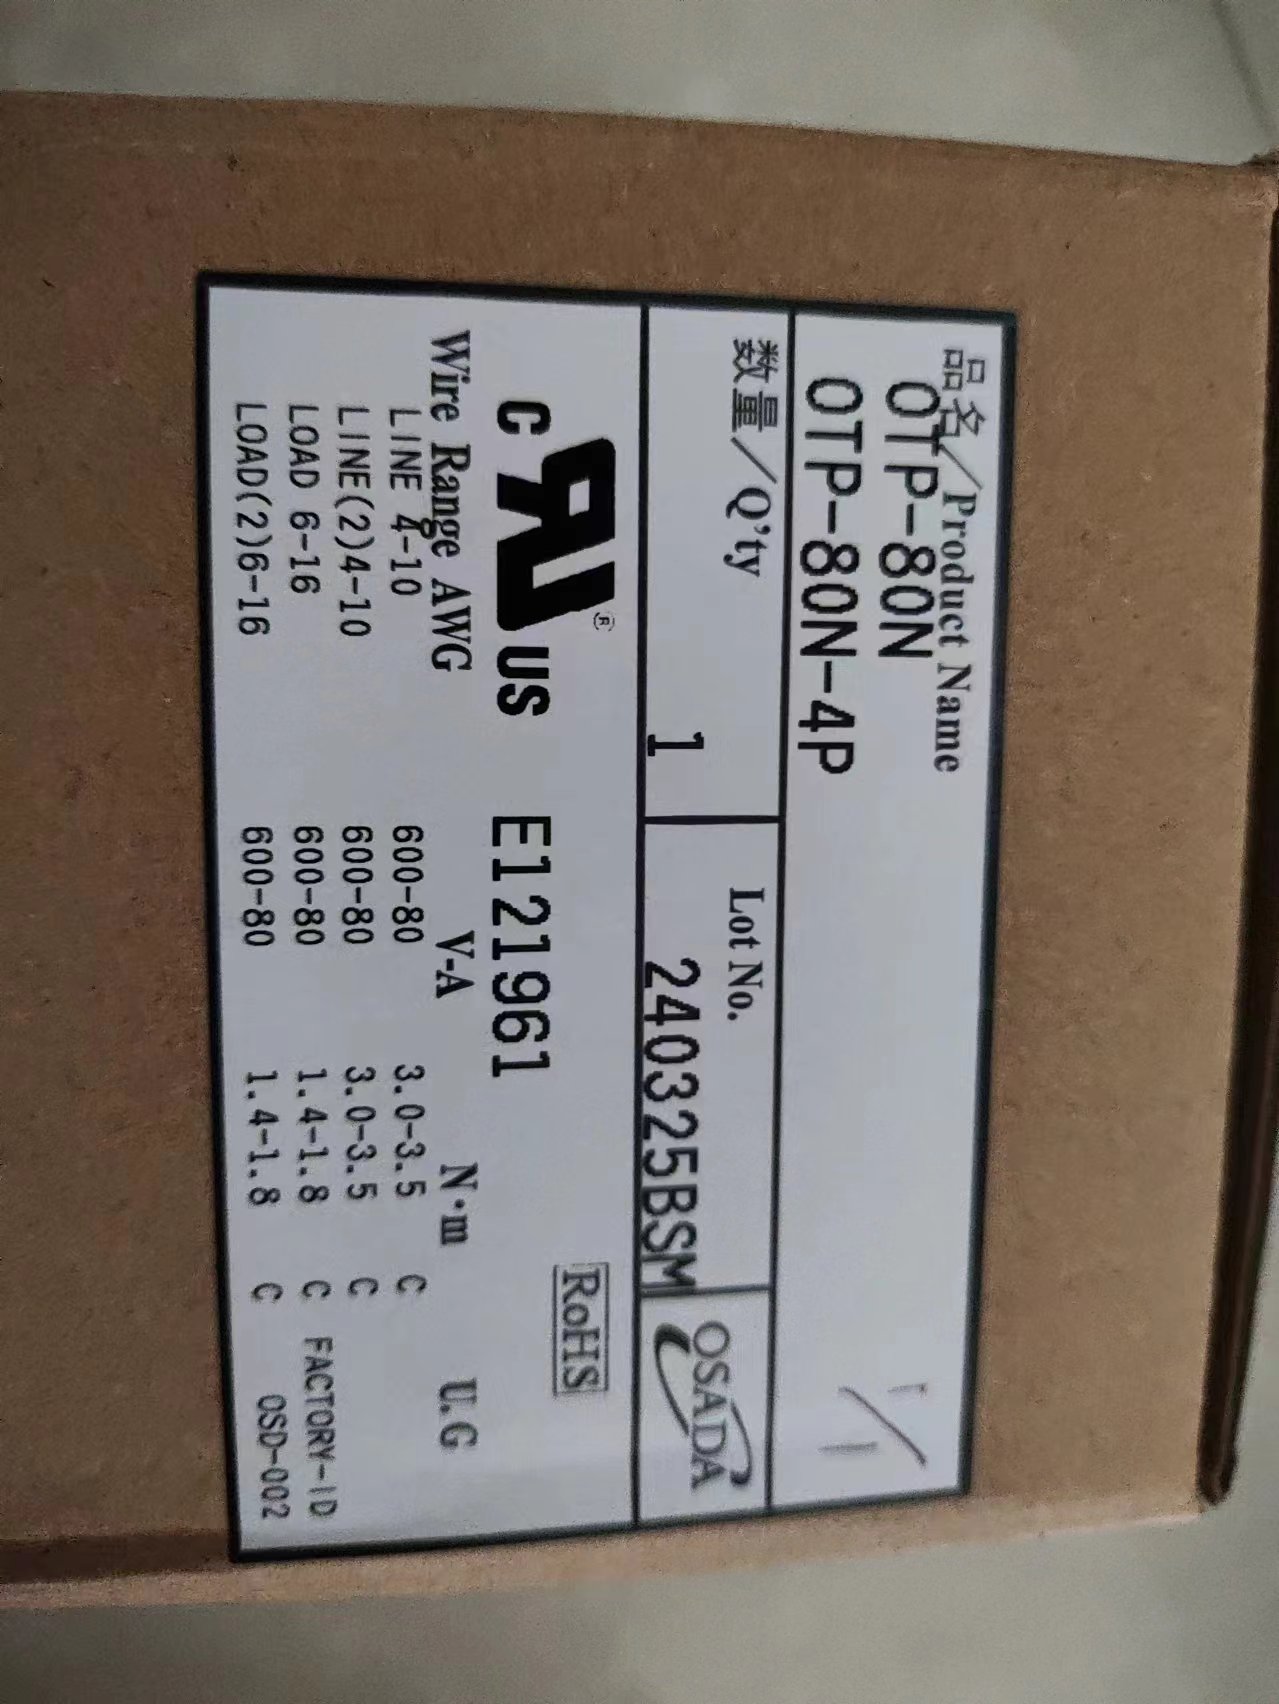 品名/Product Name
OTP-80N
OTP-80N-4P
1/1
数量/Q'ty
1
Lot No.
240325BSM
OSADA
C RU ® US E121961
RoHS
Wire Range AWG V-A N·m U.G
LINE 4-10 600-80 3.0-3.5 C
LINE(2)4-10 600-80 3.0-3.5 C
LOAD 6-16 600-80 1.4-1.8 C FACTORY-ID
LOAD(2)6-16 600-80 1.4-1.8 C OSD-002